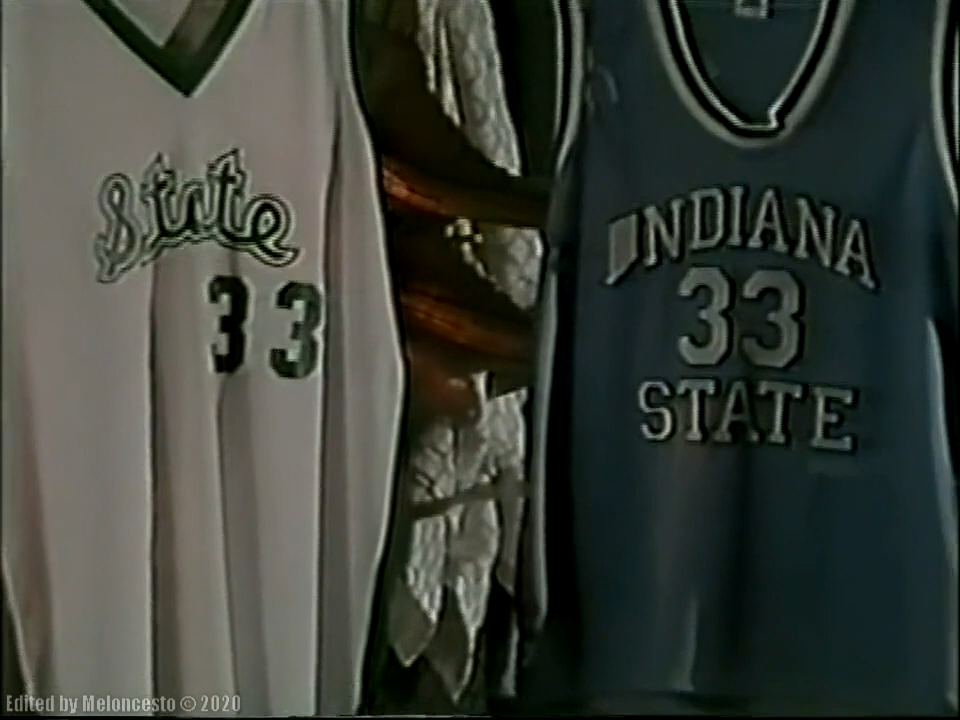 State
33
INDIANA
33
STATE
Edited by Meloncesto © 2020